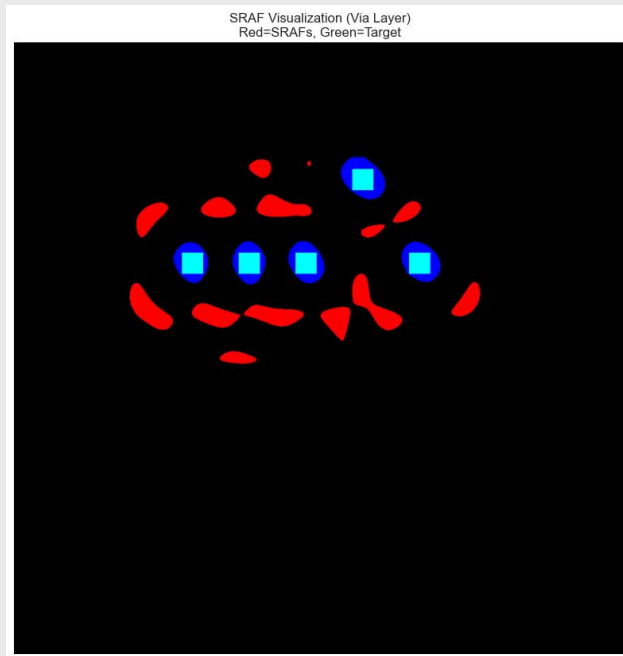 SRAF Visualization (Via Layer)
Red=SRAFs, Green=Target